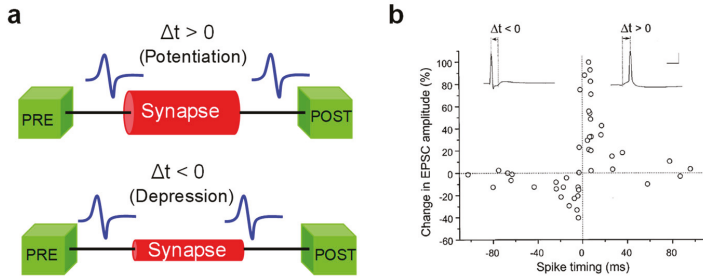 a
Δt > 0
(Potentiation)
PRE
Synapse
POST
Δt < 0
(Depression)
PRE
Synapse
POST
b
Δt < 0
Δt > 0
Change in EPSC amplitude (%)
100
80
60
40
20
0
-20
-40
-60
-80
-40
0
40
80
Spike timing (ms)